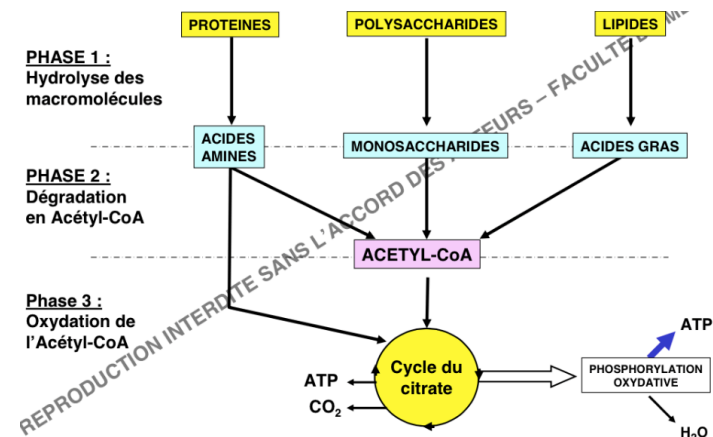 PROTEINES
POLYSACCHARIDES
LIPIDES
PHASE 1 :
Hydrolyse des
macromolécules
ACIDES
AMINES
MONOSACCHARIDES
ACIDES GRAS
PHASE 2 :
Dégradation
en Acétyl-CoA
ACETYL-CoA
Phase 3 :
Oxydation de
l'Acétyl-CoA
Cycle du
citrate
ATP
CO₂
PHOSPHORYLATION
OXYDATIVE
ATP
H₂O
REPRODUCTION INTERDITE SANS L'ACCORD DES AUTEURS – FACULTE